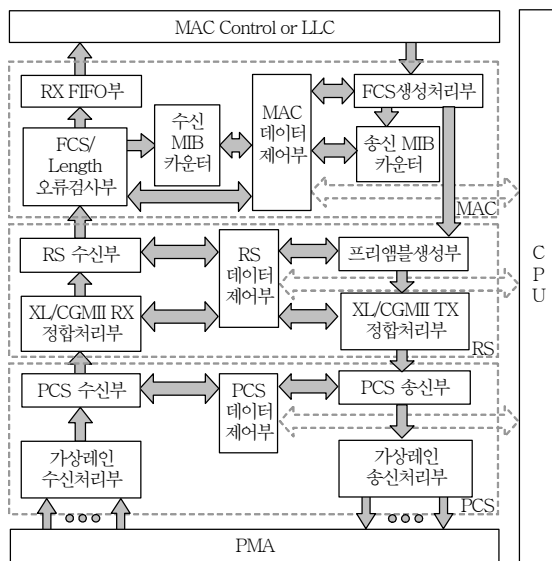 MAC Control or LLC
RX FIFO부
FCS/
Length
오류검사부
수신
MIB
카운터
MAC
데이터
제어부
FCS생성처리부
송신 MIB
카운터
MAC
RS 수신부
RS
데이터
제어부
프리앰블생성부
XL/CGMII RX
정합처리부
XL/CGMII TX
정합처리부
RS
PCS 수신부
PCS
데이터
제어부
PCS 송신부
가상레인
수신처리부
가상레인
송신처리부
PCS
PMA
C
P
U